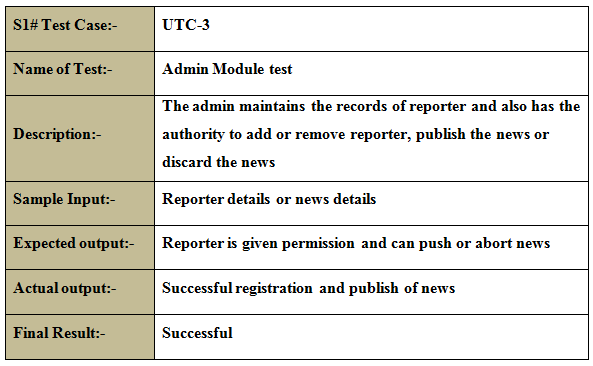 S1# Test Case:- UTC-3
Name of Test:- Admin Module test
Description:- The admin maintains the records of reporter and also has the
authority to add or remove reporter, publish the news or
discard the news
Sample Input:- Reporter details or news details
Expected output:- Reporter is given permission and can push or abort news
Actual output:- Successful registration and publish of news
Final Result:- Successful